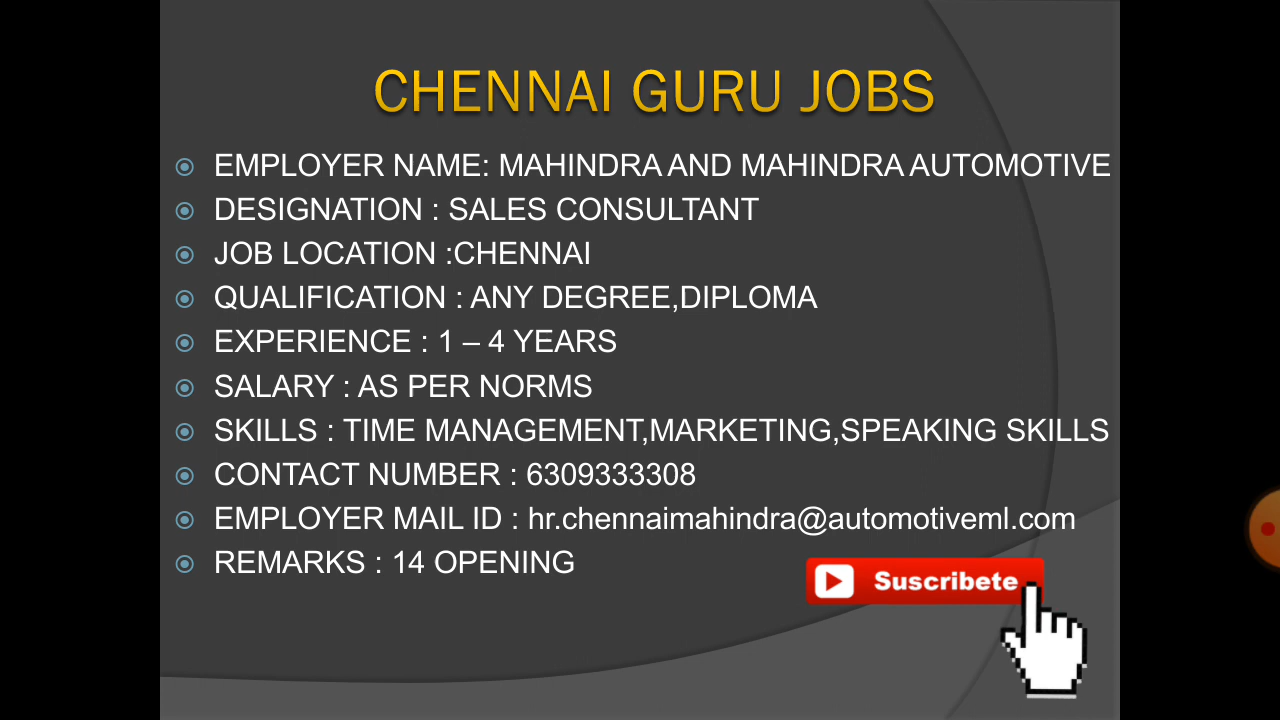 CHENNAI GURU JOBS
EMPLOYER NAME: MAHINDRA AND MAHINDRA AUTOMOTIVE
DESIGNATION : SALES CONSULTANT
JOB LOCATION :CHENNAI
QUALIFICATION : ANY DEGREE,DIPLOMA
EXPERIENCE : 1 – 4 YEARS
SALARY : AS PER NORMS
SKILLS : TIME MANAGEMENT,MARKETING,SPEAKING SKILLS
CONTACT NUMBER : 6309333308
EMPLOYER MAIL ID : hr.chennaimahindra@automotiveml.com
REMARKS : 14 OPENING
Suscribete